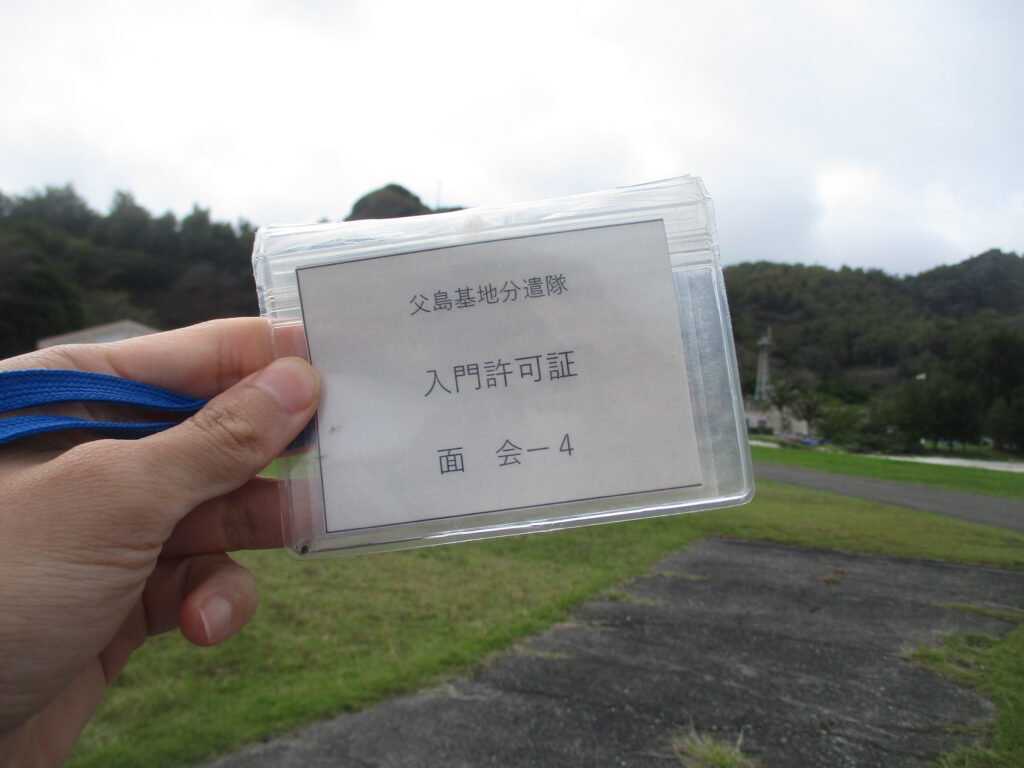 父島基地分遣隊
入門許可証
面　会－４